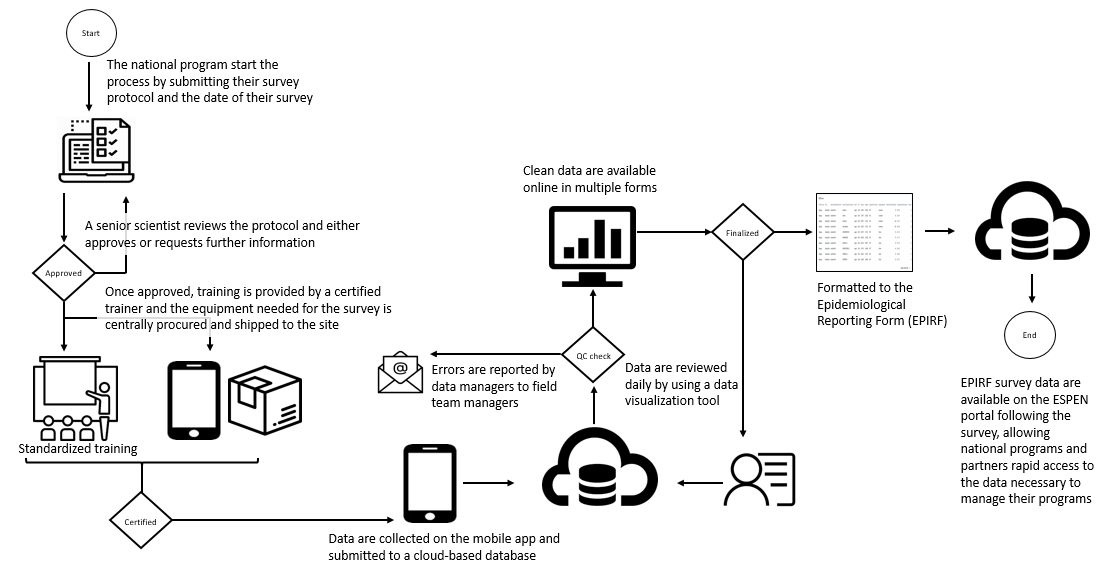 Start
The national program start the
process by submitting their survey
protocol and the date of their survey
A senior scientist reviews the protocol and either
approves or requests further information
Approved
Once approved, training is provided by a certified
trainer and the equipment needed for the survey is
centrally procured and shipped to the site
Standardized training
Certified
Data are collected on the mobile app and
submitted to a cloud-based database
@
Errors are reported by
data managers to field
team managers
QC check
Data are reviewed
daily by using a data
visualization tool
Clean data are available
online in multiple forms
Finalized
Formatted to the
Epidemiological
Reporting Form (EPIRF)
End
EPIRF survey data are
available on the ESPEN
portal following the
survey, allowing
national programs and
partners rapid access to
the data necessary to
manage their programs